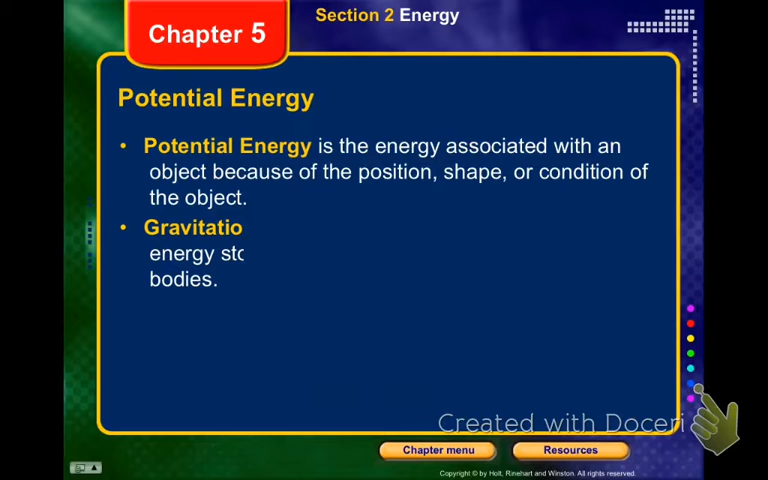 Chapter 5
Section 2 Energy
Potential Energy
• Potential Energy is the energy associated with an
object because of the position, shape, or condition of
the object.
• Gravitatio
energy sto
bodies.
Created with Doceri
Chapter menu
Resources
Copyright © by Holt, Rinehart and Winston. All rights reserved.